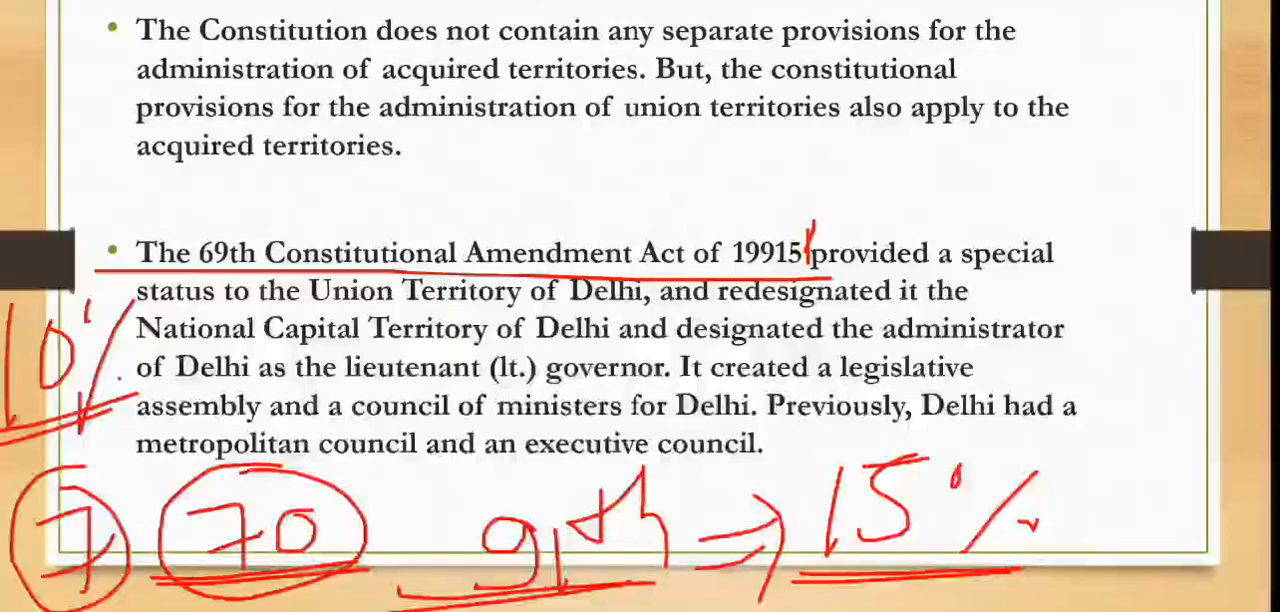 • The Constitution does not contain any separate provisions for the
administration of acquired territories. But, the constitutional
provisions for the administration of union territories also apply to the
acquired territories.
• The 69th Constitutional Amendment Act of 19915 provided a special
status to the Union Territory of Delhi, and redesignated it the
National Capital Territory of Delhi and designated the administrator
of Delhi as the lieutenant (lt.) governor. It created a legislative
assembly and a council of ministers for Delhi. Previously, Delhi had a
metropolitan council and an executive council.
10%
7 70 91th ⇒ 15%